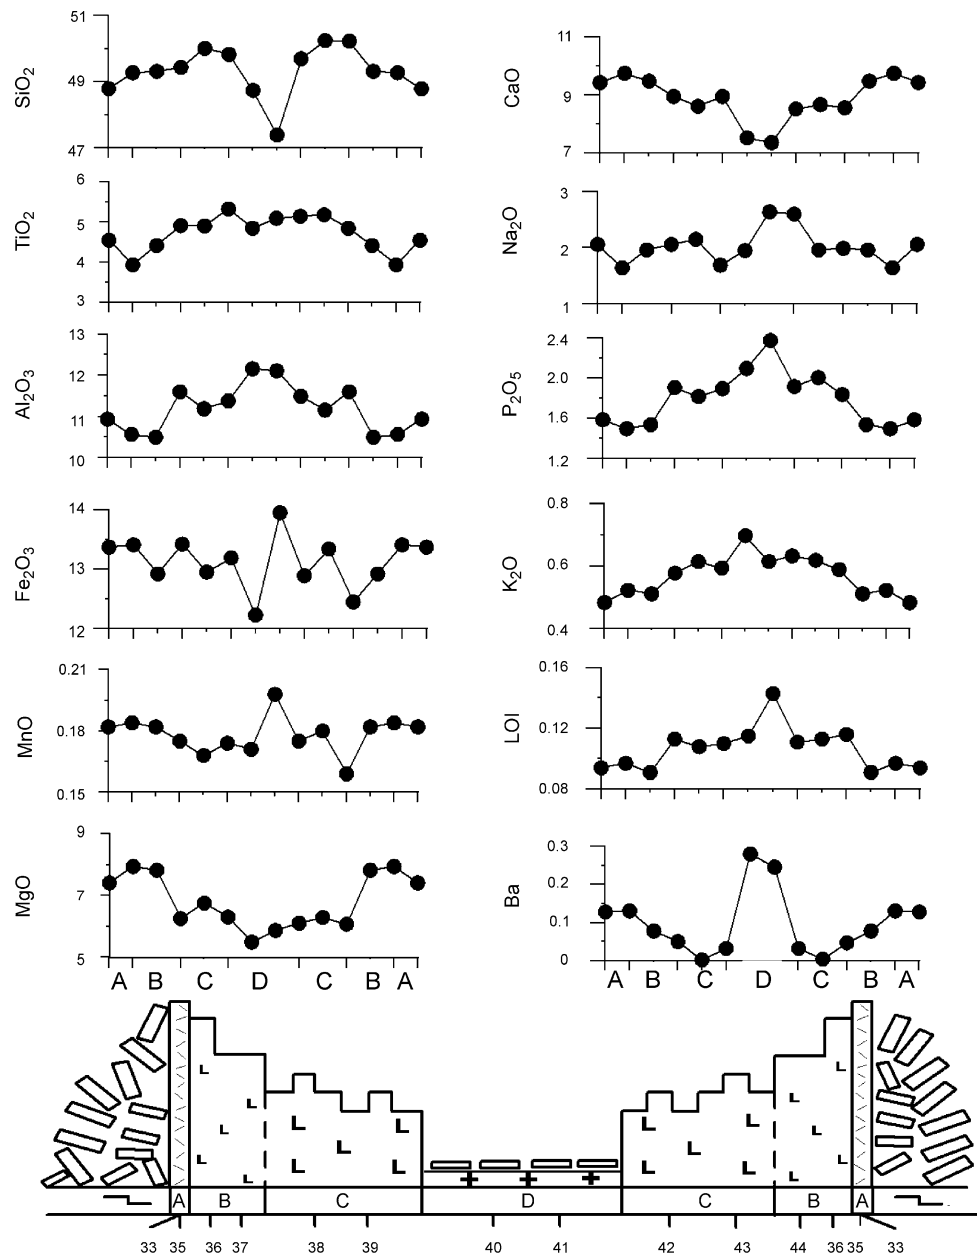 51
49
47
SiO2
11
9
7
CaO
6
5
4
3
TiO2
3
2
1
Na2O
13
12
11
10
Al2O3
2.4
2.0
1.6
1.2
P2O5
14
13
12
Fe2O3
0.8
0.6
0.4
K2O
0.21
0.18
0.15
MnO
0.16
0.12
0.08
LOI
9
7
5
MgO
0.3
0.2
0.1
0
Ba
A B C D C B A
A B C D C B A
A B C D C B A
33 35 36 37 38 39 40 41 42 43 44 36 35 33